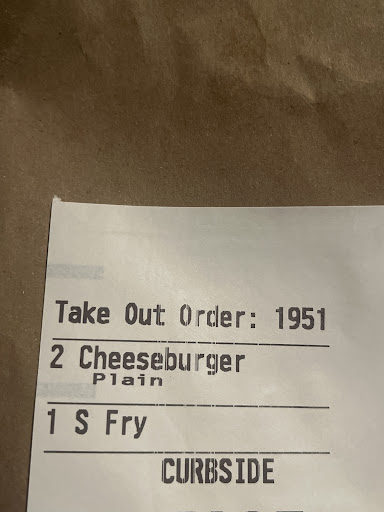 Take Out Order: 1951
2 Cheeseburger
Plain
1 S Fry
CURBSIDE